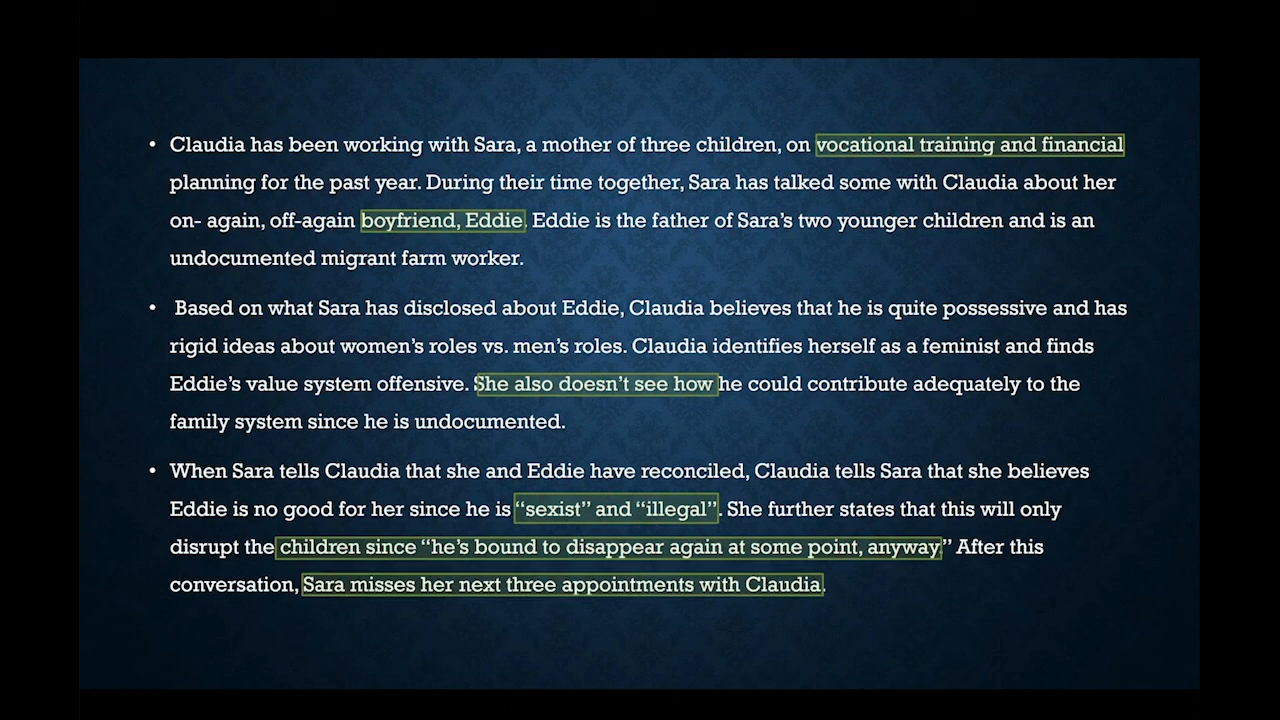 • Claudia has been working with Sara, a mother of three children, on vocational training and financial
planning for the past year. During their time together, Sara has talked some with Claudia about her
on- again, off-again boyfriend, Eddie. Eddie is the father of Sara’s two younger children and is an
undocumented migrant farm worker.
• Based on what Sara has disclosed about Eddie, Claudia believes that he is quite possessive and has
rigid ideas about women’s roles vs. men’s roles. Claudia identifies herself as a feminist and finds
Eddie’s value system offensive. She also doesn’t see how he could contribute adequately to the
family system since he is undocumented.
• When Sara tells Claudia that she and Eddie have reconciled, Claudia tells Sara that she believes
Eddie is no good for her since he is “sexist” and “illegal”. She further states that this will only
disrupt the children since “he’s bound to disappear again at some point, anyway.” After this
conversation, Sara misses her next three appointments with Claudia.